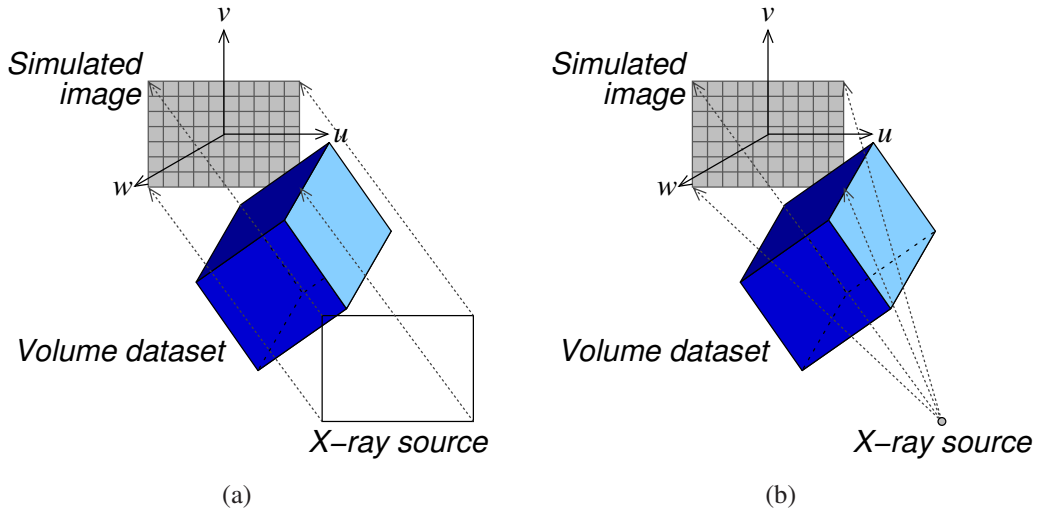 v
Simulated
image
u
w
Volume dataset
X-ray source
(a)
v
Simulated
image
u
w
Volume dataset
X-ray source
(b)